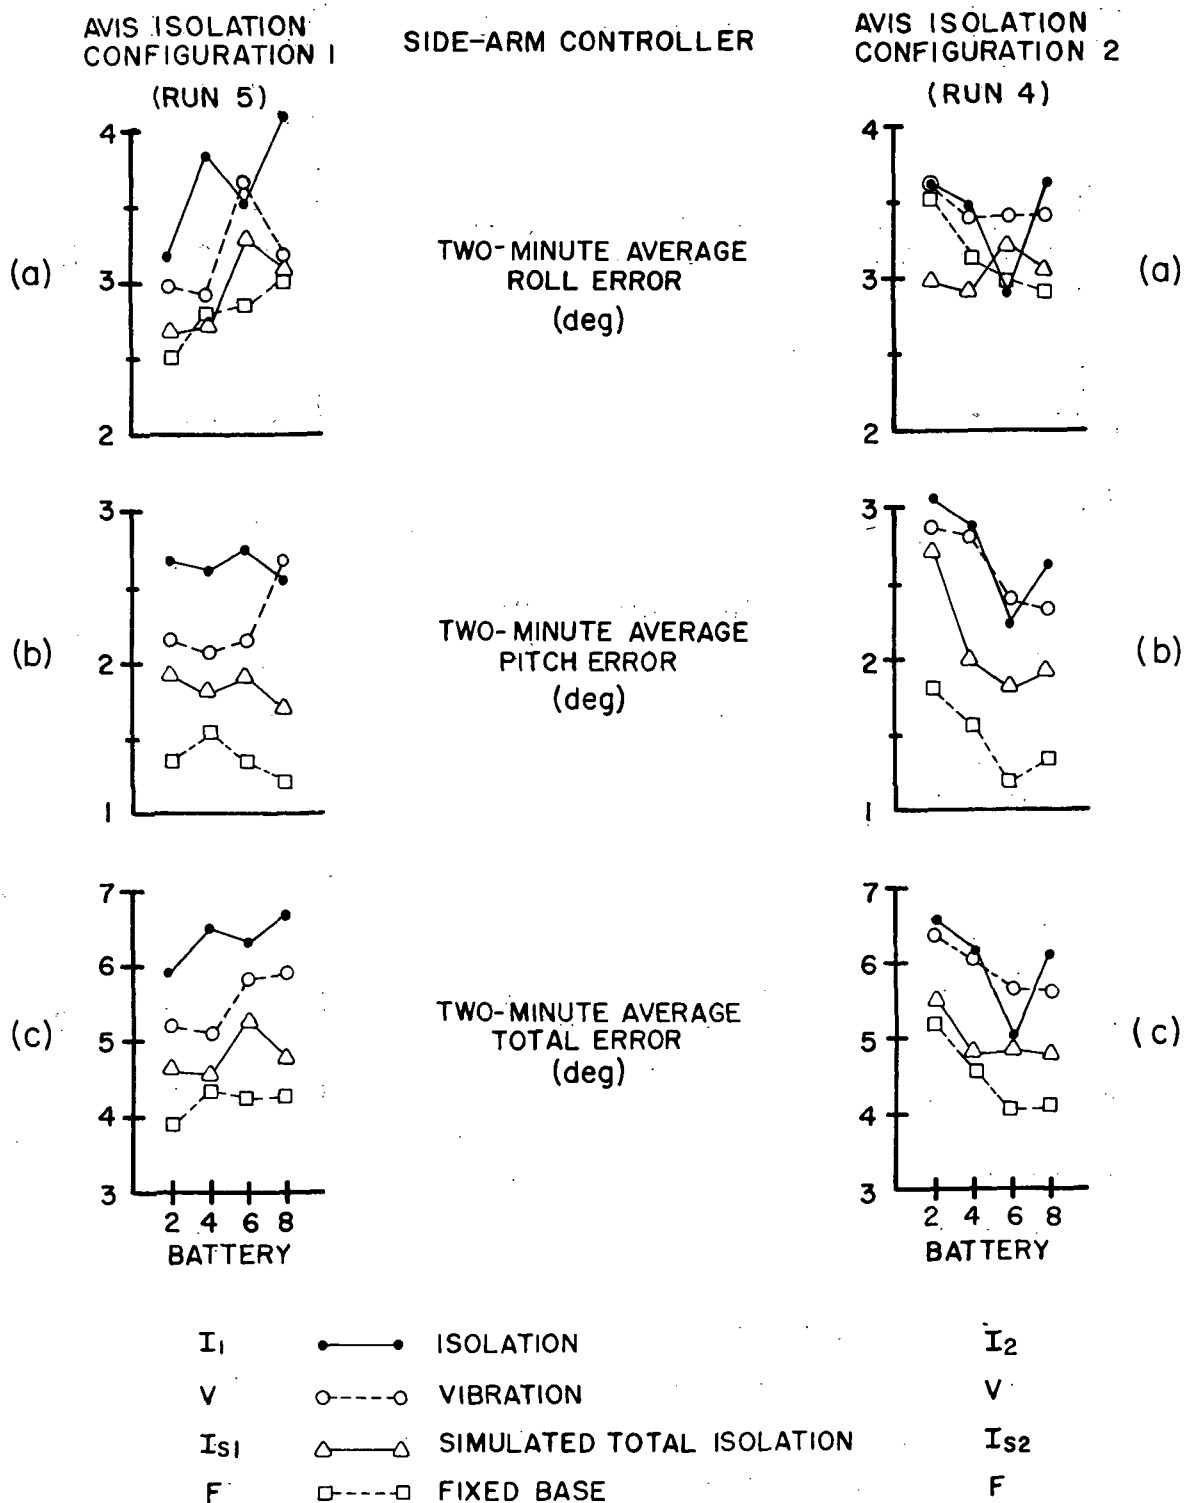 AVIS ISOLATION
CONFIGURATION 1
(RUN 5)
SIDE-ARM CONTROLLER
AVIS ISOLATION
CONFIGURATION 2
(RUN 4)
4
3
2
(a)
TWO-MINUTE AVERAGE
ROLL ERROR
(deg)
4
3
2
(a)
3
2
1
(b)
TWO-MINUTE AVERAGE
PITCH ERROR
(deg)
3
2
1
(b)
7
6
5
4
3
(c)
TWO-MINUTE AVERAGE
TOTAL ERROR
(deg)
7
6
5
4
3
(c)
2 4 6 8
BATTERY
2 4 6 8
BATTERY
I1 ISOLATION I2
V VIBRATION V
IS1 SIMULATED TOTAL ISOLATION IS2
F FIXED BASE F